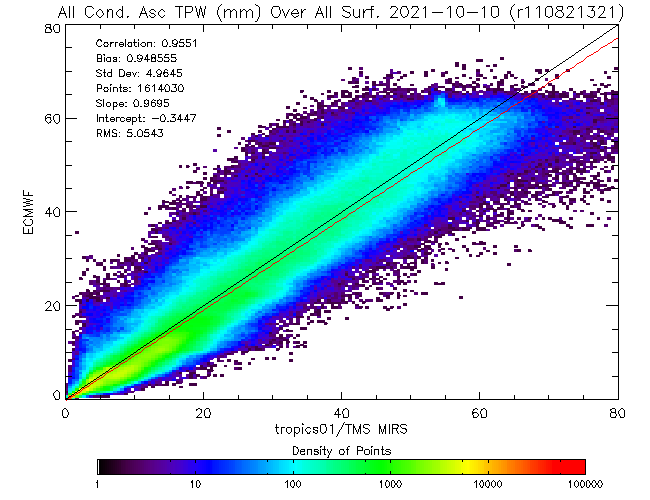 All Cond. Asc TPW (mm) Over All Surf. 2021-10-10 (r110821321)
80
Correlation: 0.9551
Bias: 0.948555
Std Dev: 4.9645
Points: 1614030
Slope: 0.9695
Intercept: -0.3447
RMS: 5.0543
60
ECMWF
40
20
0
0 20 40 60 80
tropics01/TMS MIRS
Density of Points
1 10 100 1000 10000 100000